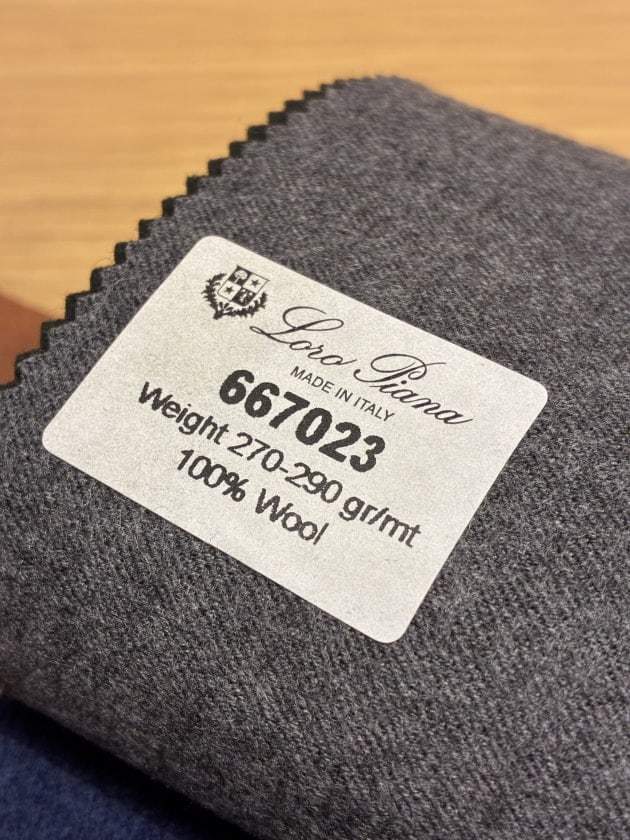 Loro Piana
MADE IN ITALY
667023
Weight 270-290 gr/mt
100% Wool